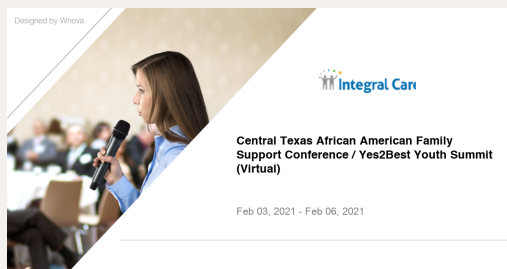 Designed by Whova
Integral Care
Central Texas African American Family
Support Conference / Yes2Best Youth Summit
(Virtual)
Feb 03, 2021 - Feb 06, 2021